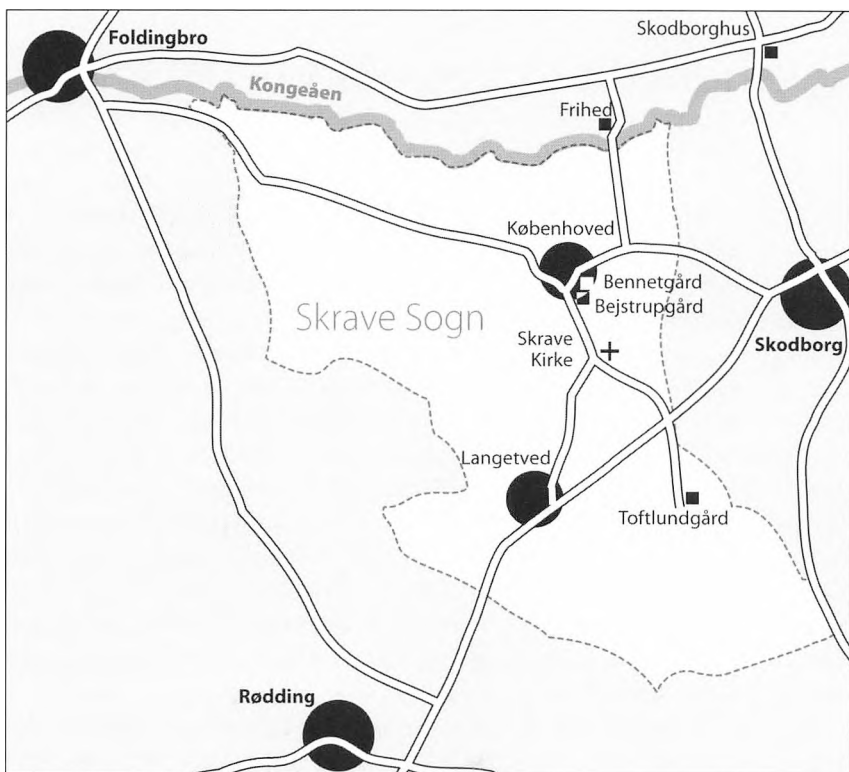 Skodborghus
Foldingbro
Kongeåen
Frihed
Københoved
Bennetgård
Bejstrupgård
Skrave Sogn
Skrave
Kirke
Skodborg
Langetved
Toftlundgård
Rødding